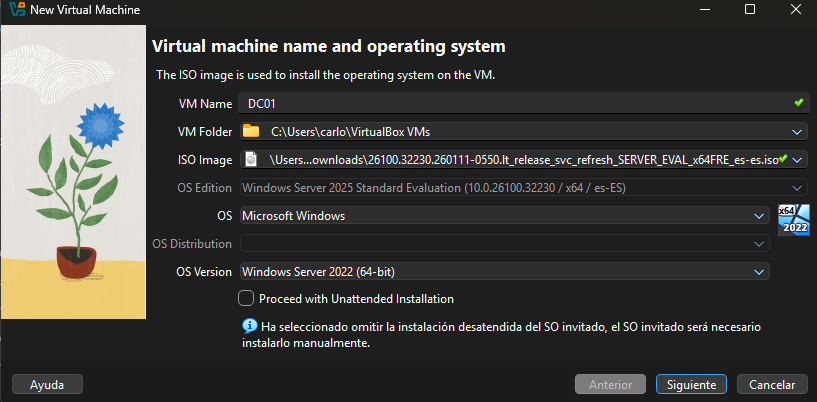 New Virtual Machine
Virtual machine name and operating system
The ISO image is used to install the operating system on the VM.
VM Name DC01
VM Folder C:\Users\carlo\VirtualBox VMs
ISO Image \Users...ownloads\26100.32230.260111-0550.lt_release_svc_refresh_SERVER_EVAL_x64FRE_es-es.iso
OS Edition Windows Server 2025 Standard Evaluation (10.0.26100.32230 / x64 / es-ES)
OS Microsoft Windows
x64
2022
OS Distribution
OS Version Windows Server 2022 (64-bit)
Proceed with Unattended Installation
Ha seleccionado omitir la instalación desatendida del SO invitado, el SO invitado será necesario
instalarlo manualmente.
Ayuda Anterior Siguiente Cancelar